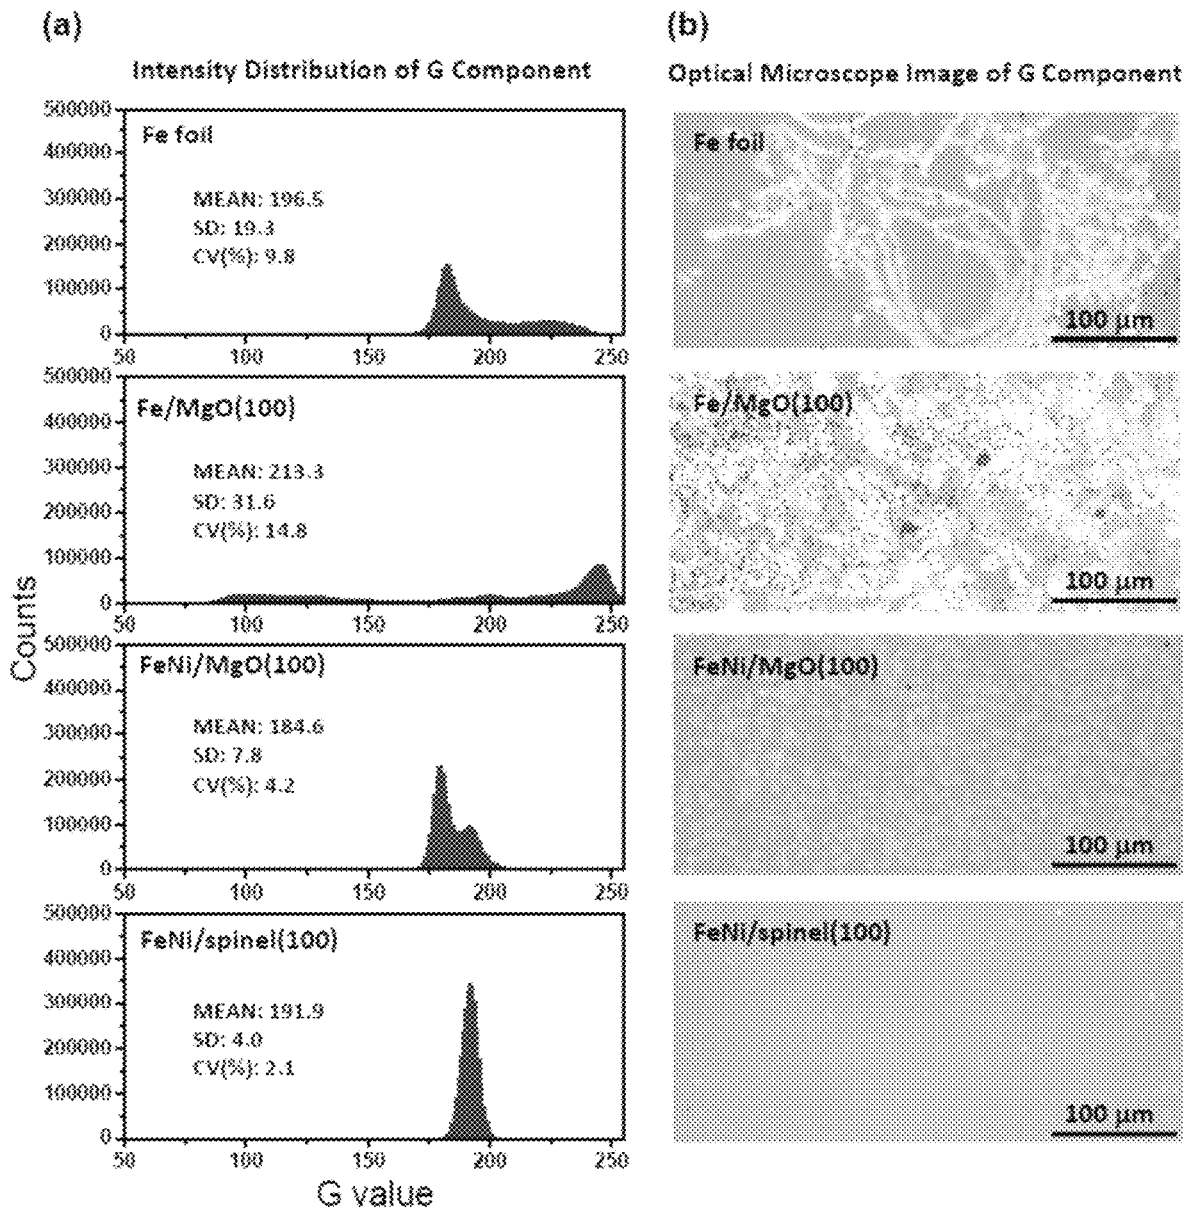 (a)
Intensity Distribution of G Component
500000
400000
300000
200000
100000
0
Fe foil
MEAN: 196.5
SD: 19.3
CV(%): 9.8
50 100 150 200 250
500000
400000
300000
200000
100000
0
Fe/MgO(100)
MEAN: 213.3
SD: 31.6
CV(%): 14.8
50 100 150 200 250
500000
400000
300000
200000
100000
0
FeNi/MgO(100)
MEAN: 184.6
SD: 7.8
CV(%): 4.2
50 100 150 200 250
500000
400000
300000
200000
100000
0
FeNi/spinel(100)
MEAN: 191.9
SD: 4.0
CV(%): 2.1
50 100 150 200 250
Counts
G value
(b)
Optical Microscope Image of G Component
Fe foil
100 μm
Fe/MgO(100)
100 μm
FeNi/MgO(100)
100 μm
FeNi/spinel(100)
100 μm